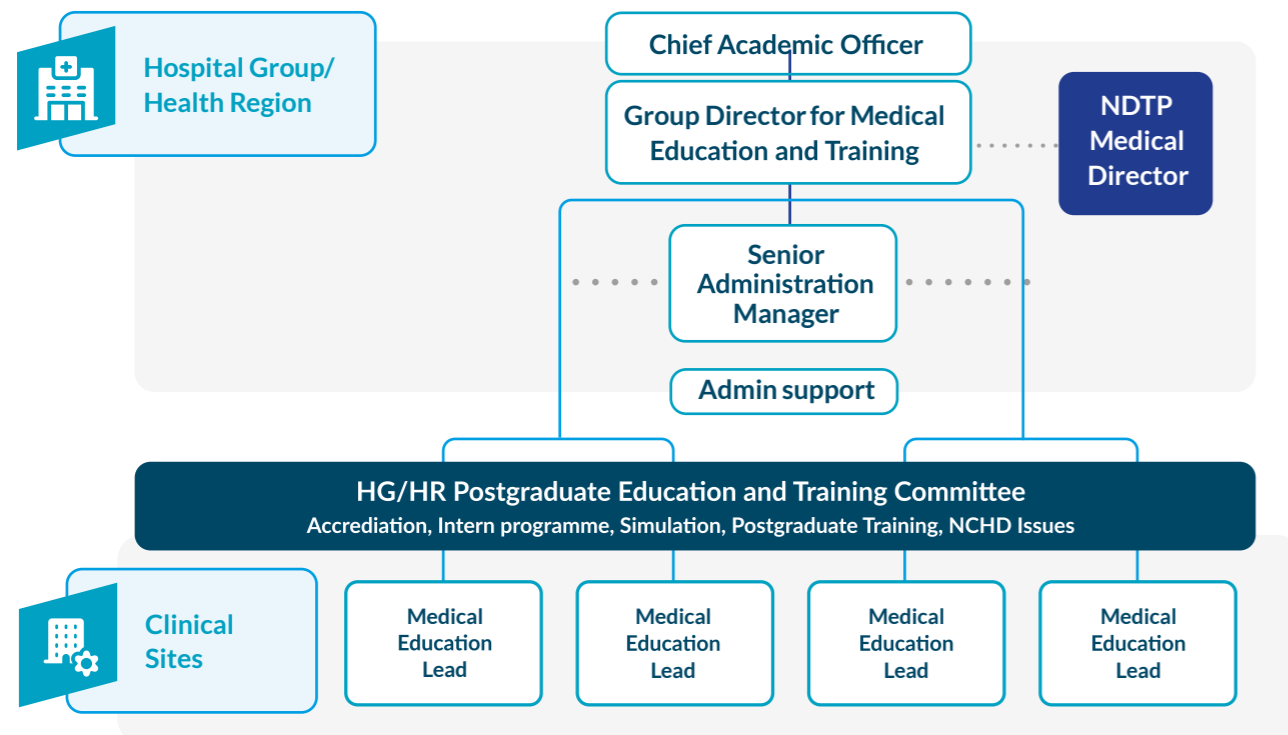 Hospital Group/
Health Region
Chief Academic Officer
Group Director for Medical
Education and Training
NDTP
Medical
Director
Senior
Administration
Manager
Admin support
HG/HR Postgraduate Education and Training Committee
Accrediation, Intern programme, Simulation, Postgraduate Training, NCHD Issues
Clinical
Sites
Medical
Education
Lead
Medical
Education
Lead
Medical
Education
Lead
Medical
Education
Lead